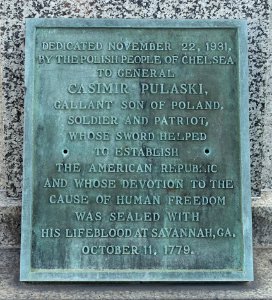 DEDICATED NOVEMBER 22, 1931,
BY THE POLISH PEOPLE OF CHELSEA
TO GENERAL
CASIMIR PULASKI,
GALLANT SON OF POLAND,
SOLDIER AND PATRIOT,
WHOSE SWORD HELPED
TO ESTABLISH
THE AMERICAN REPUBLIC
AND WHOSE DEVOTION TO THE
CAUSE OF HUMAN FREEDOM
WAS SEALED WITH
HIS LIFEBLOOD AT SAVANNAH, GA.
OCTOBER 11, 1779.